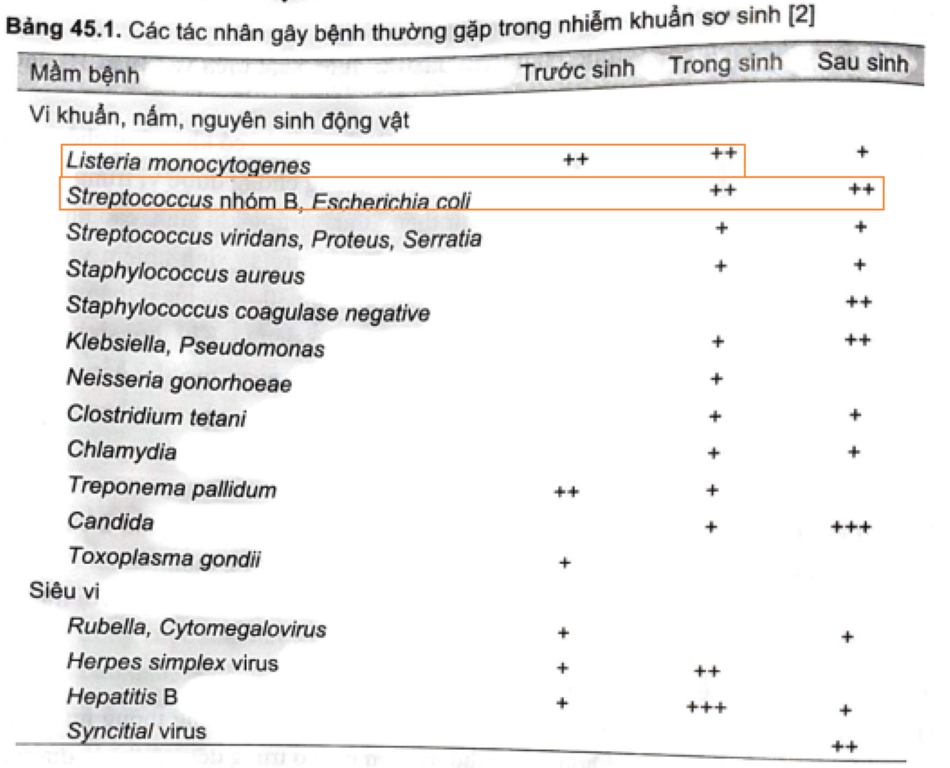 Bảng 45.1. Các tác nhân gây bệnh thường gặp trong nhiễm khuẩn sơ sinh [2]
Mầm bệnh Trước sinh Trong sinh Sau sinh
Vi khuẩn, nấm, nguyên sinh động vật
Listeria monocytogenes ++ ++ +
Streptococcus nhóm B, Escherichia coli ++ ++
Streptococcus viridans, Proteus, Serratia + +
Staphylococcus aureus + +
Staphylococcus coagulase negative ++
Klebsiella, Pseudomonas + ++
Neisseria gonorhoeae +
Clostridium tetani + +
Chlamydia + +
Treponema pallidum ++ +
Candida + +++
Toxoplasma gondii +
Siêu vi
Rubella, Cytomegalovirus + +
Herpes simplex virus + ++
Hepatitis B + +++ +
Syncitial virus ++